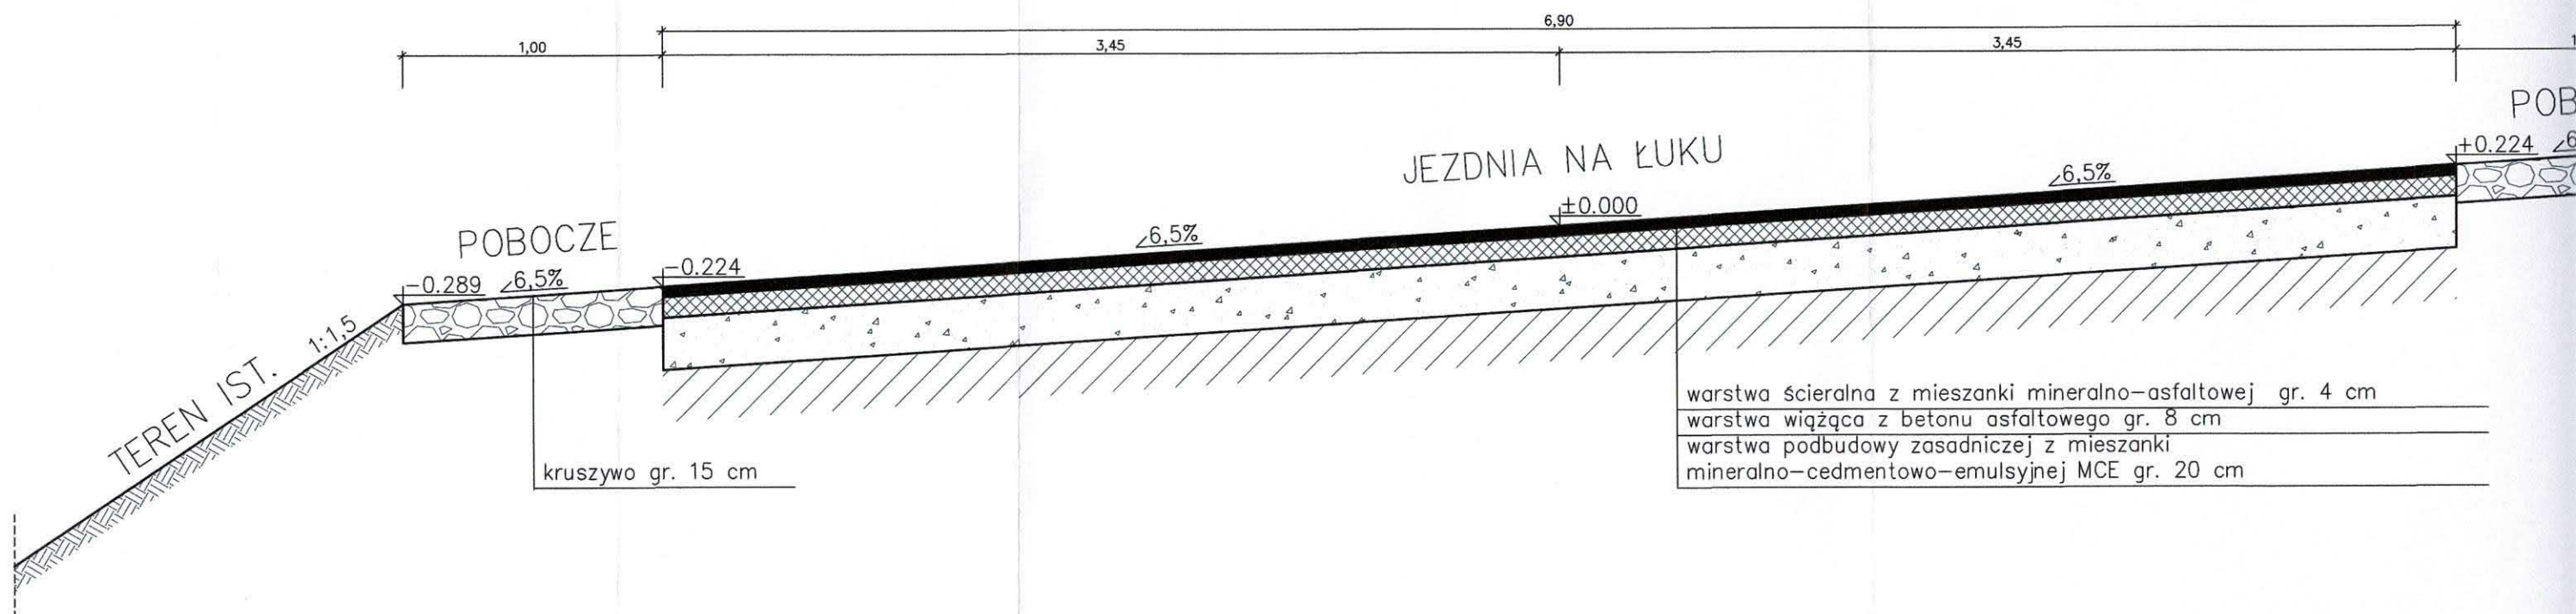 6,90
1,00
3,45
3,45
POB
+0.224
JEZDNIA NA ŁUKU
∠6,5%
±0.000
POBOCZE
∠6,5%
-0.224
-0.289
∠6,5%
1:1,5
TEREN IST.
warstwa ścieralna z mieszanki mineralno-asfaltowej gr. 4 cm
warstwa wiążąca z betonu asfaltowego gr. 8 cm
warstwa podbudowy zasadniczej z mieszanki
mineralno-cedmentowo-emulsyjnej MCE gr. 20 cm
kruszywo gr. 15 cm